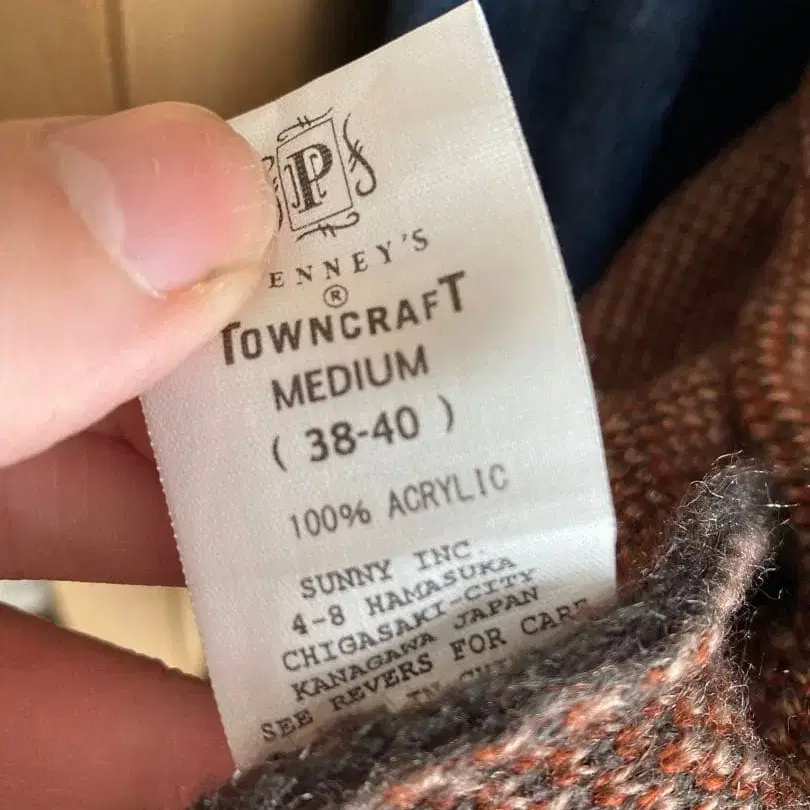 P
ENNEY'S
®
TOWNCRAFT
MEDIUM
( 38-40 )
100% ACRYLIC
SUNNY INC.
4-8 HAMASUKA
CHIGASAKI-CITY
KANAGAWA JAPAN
SEE REVERS FOR CARE
IN